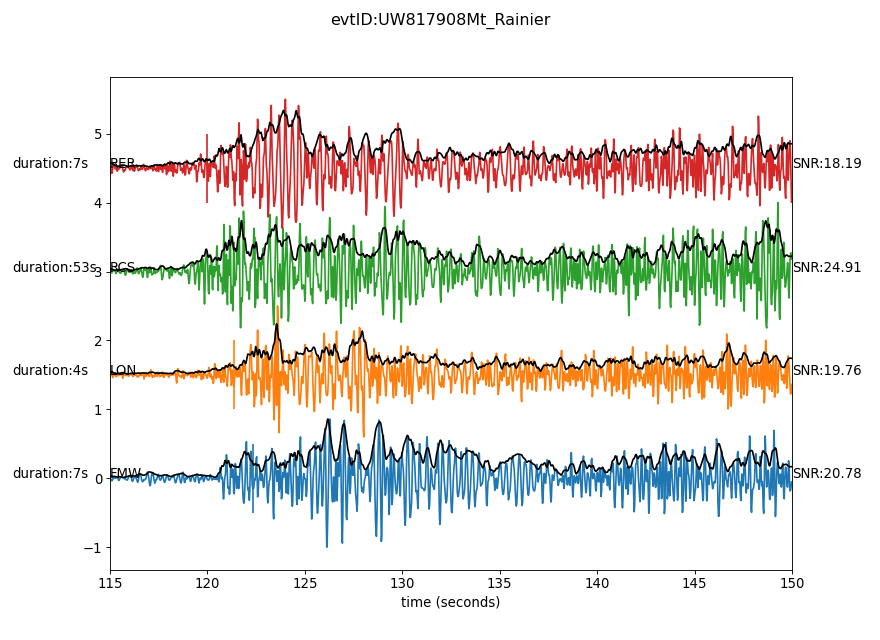 evtID:UW817908Mt_Rainier
5
duration:7s RER SNR:18.19
4
duration:53s 3 RCS SNR:24.91
2
duration:4s LON SNR:19.76
1
duration:7s FMW SNR:20.78
0
−1
115 120 125 130 135 140 145 150
time (seconds)